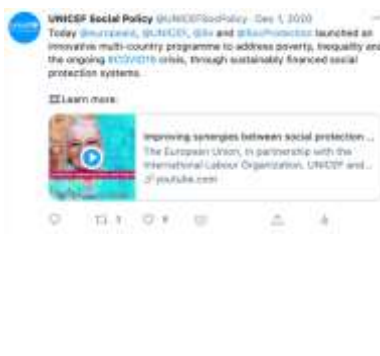 UNICEF Social Policy @UNICEFSocPolicy · Dec 1, 2020
Today @europeaid, @UNICEF, @ilo and @SocProtection launched an
innovative multi-country programme to address poverty, inequality and
the ongoing #COVID19 crisis, through sustainably financed social
protection systems.
Learn more:
Improving synergies between social protection ...
The European Union, in partnership with the
International Labour Organization, UNICEF and ...
youtube.com